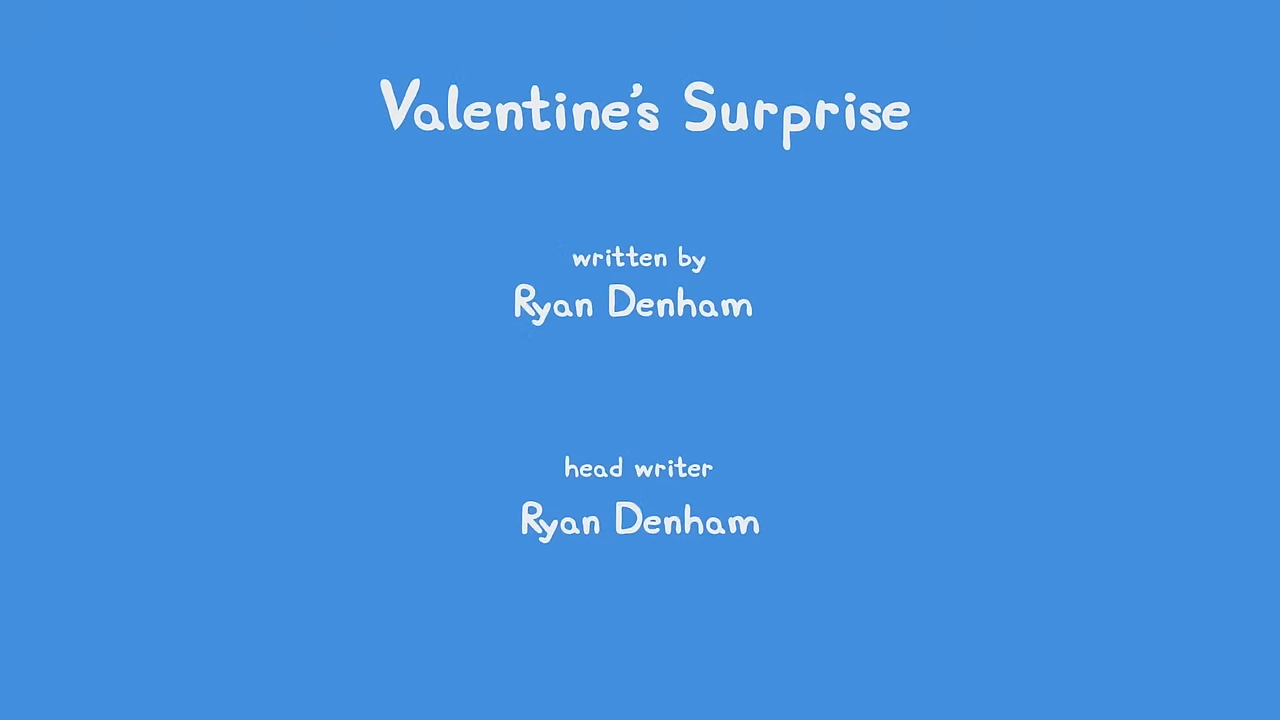 Valentine's Surprise
written by
Ryan Denham
head writer
Ryan Denham